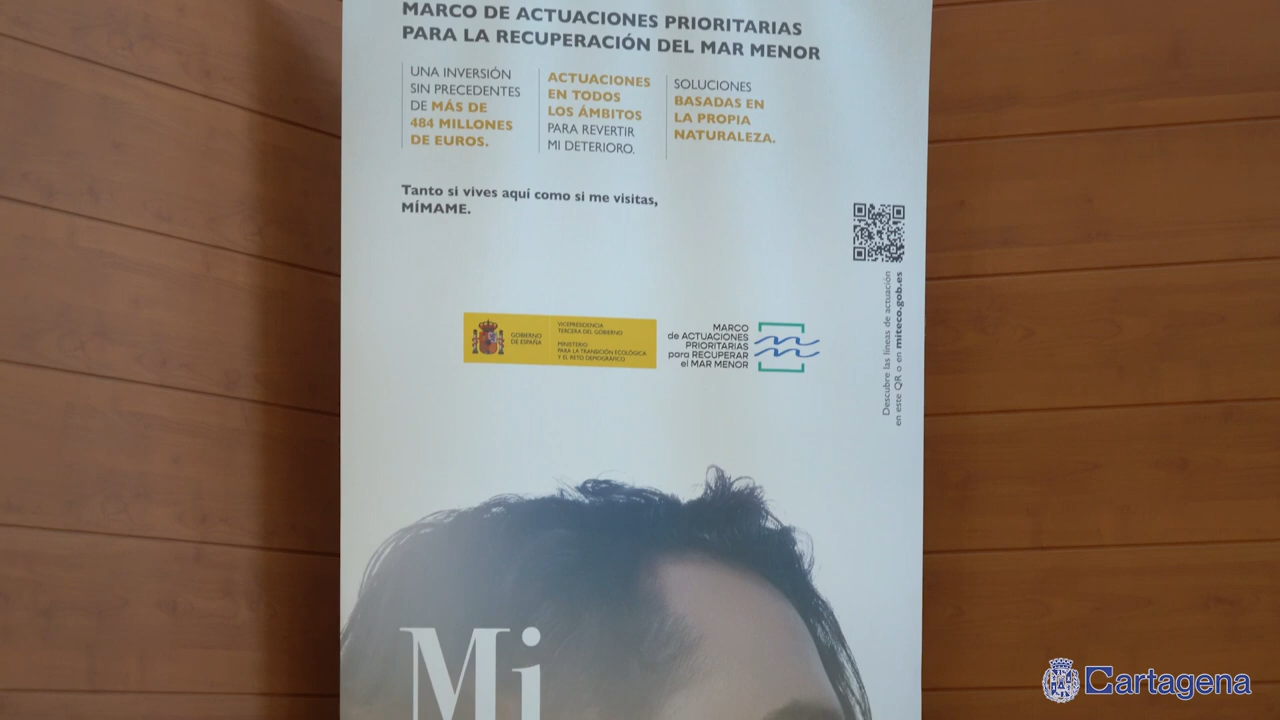 MARCO DE ACTUACIONES PRIORITARIAS
PARA LA RECUPERACIÓN DEL MAR MENOR
UNA INVERSIÓN
SIN PRECEDENTES
DE MÁS DE
484 MILLONES
DE EUROS.
ACTUACIONES
EN TODOS
LOS ÁMBITOS
PARA REVERTIR
MI DETERIORO.
SOLUCIONES
BASADAS EN
LA PROPIA
NATURALEZA.
Tanto si vives aquí como si me visitas,
MÍMAME.
Descubre las líneas de actuación
en este QR o en miteco.gob.es
GOBIERNO
DE ESPAÑA
VICEPRESIDENCIA
TERCERA DEL GOBIERNO
MINISTERIO
PARA LA TRANSICIÓN ECOLÓGICA
Y EL RETO DEMOGRÁFICO
MARCO
de ACTUACIONES
PRIORITARIAS
para RECUPERAR
el MAR MENOR
Mi
Cartagena